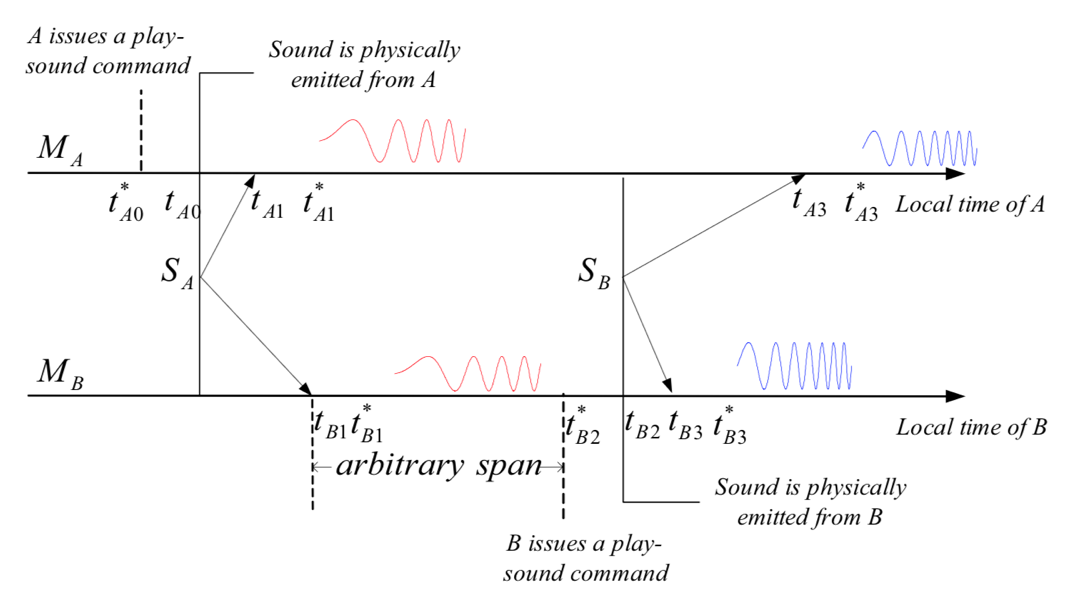 A issues a play-
sound command
Sound is physically
emitted from A
M_A
t*_A0 t_A0 t_A1 t*_A1 t_A3 t*_A3 Local time of A
S_A S_B
M_B
t_B1 t*_B1 t*_B2 t_B2 t_B3 t*_B3 Local time of B
arbitrary span
Sound is physically
emitted from B
B issues a play-
sound command